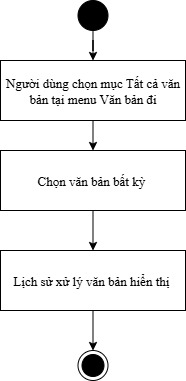 Người dùng chọn mục Tất cả văn
bản tại menu Văn bản đi
Chọn văn bản bất kỳ
Lịch sử xử lý văn bản hiển thị